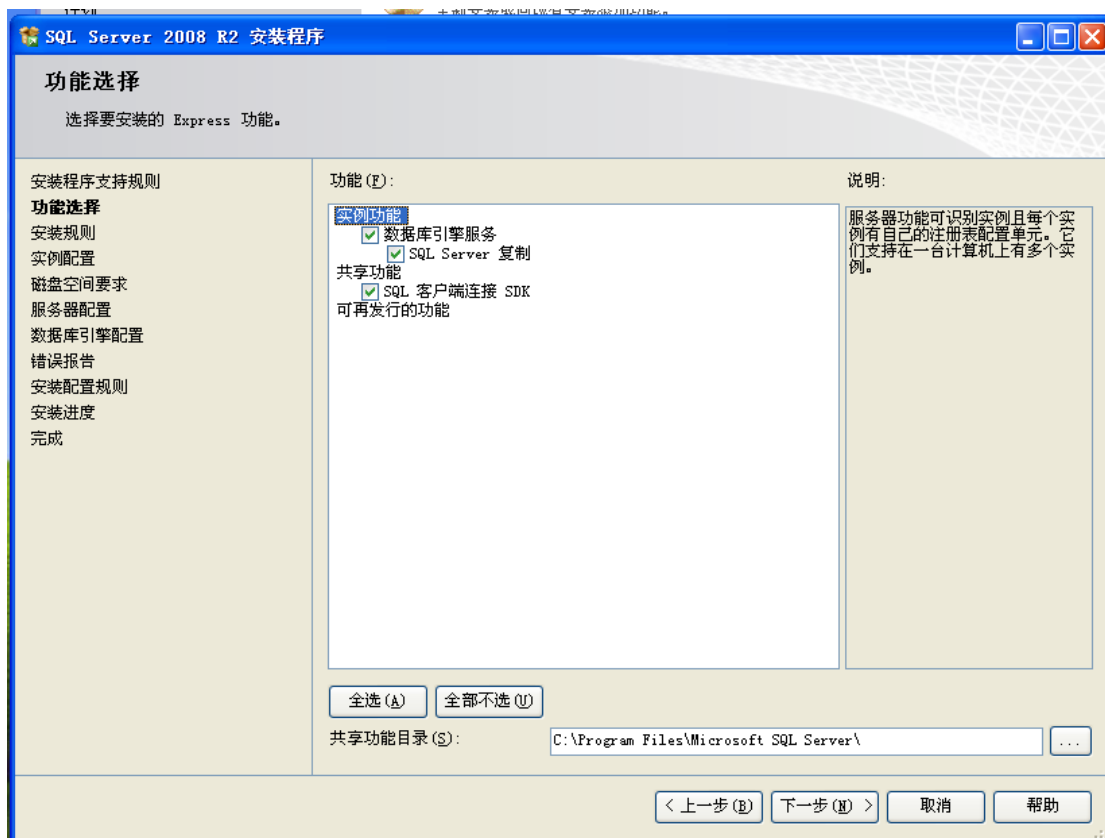 SQL Server 2008 R2 安装程序
功能选择
选择要安装的 Express 功能。
安装程序支持规则
功能选择
安装规则
实例配置
磁盘空间要求
服务器配置
数据库引擎配置
错误报告
安装配置规则
安装进度
完成
功能(F):
实例功能
数据库引擎服务
SQL Server 复制
共享功能
SQL 客户端连接 SDK
可再发行的功能
说明:
服务器功能可识别实例且每个实
例有自己的注册表配置单元。它
们支持在一台计算机上有多个实
例。
全选(A)
全部不选(U)
共享功能目录(S):
C:\Program Files\Microsoft SQL Server\
...
< 上一步(B)
下一步(N) >
取消
帮助